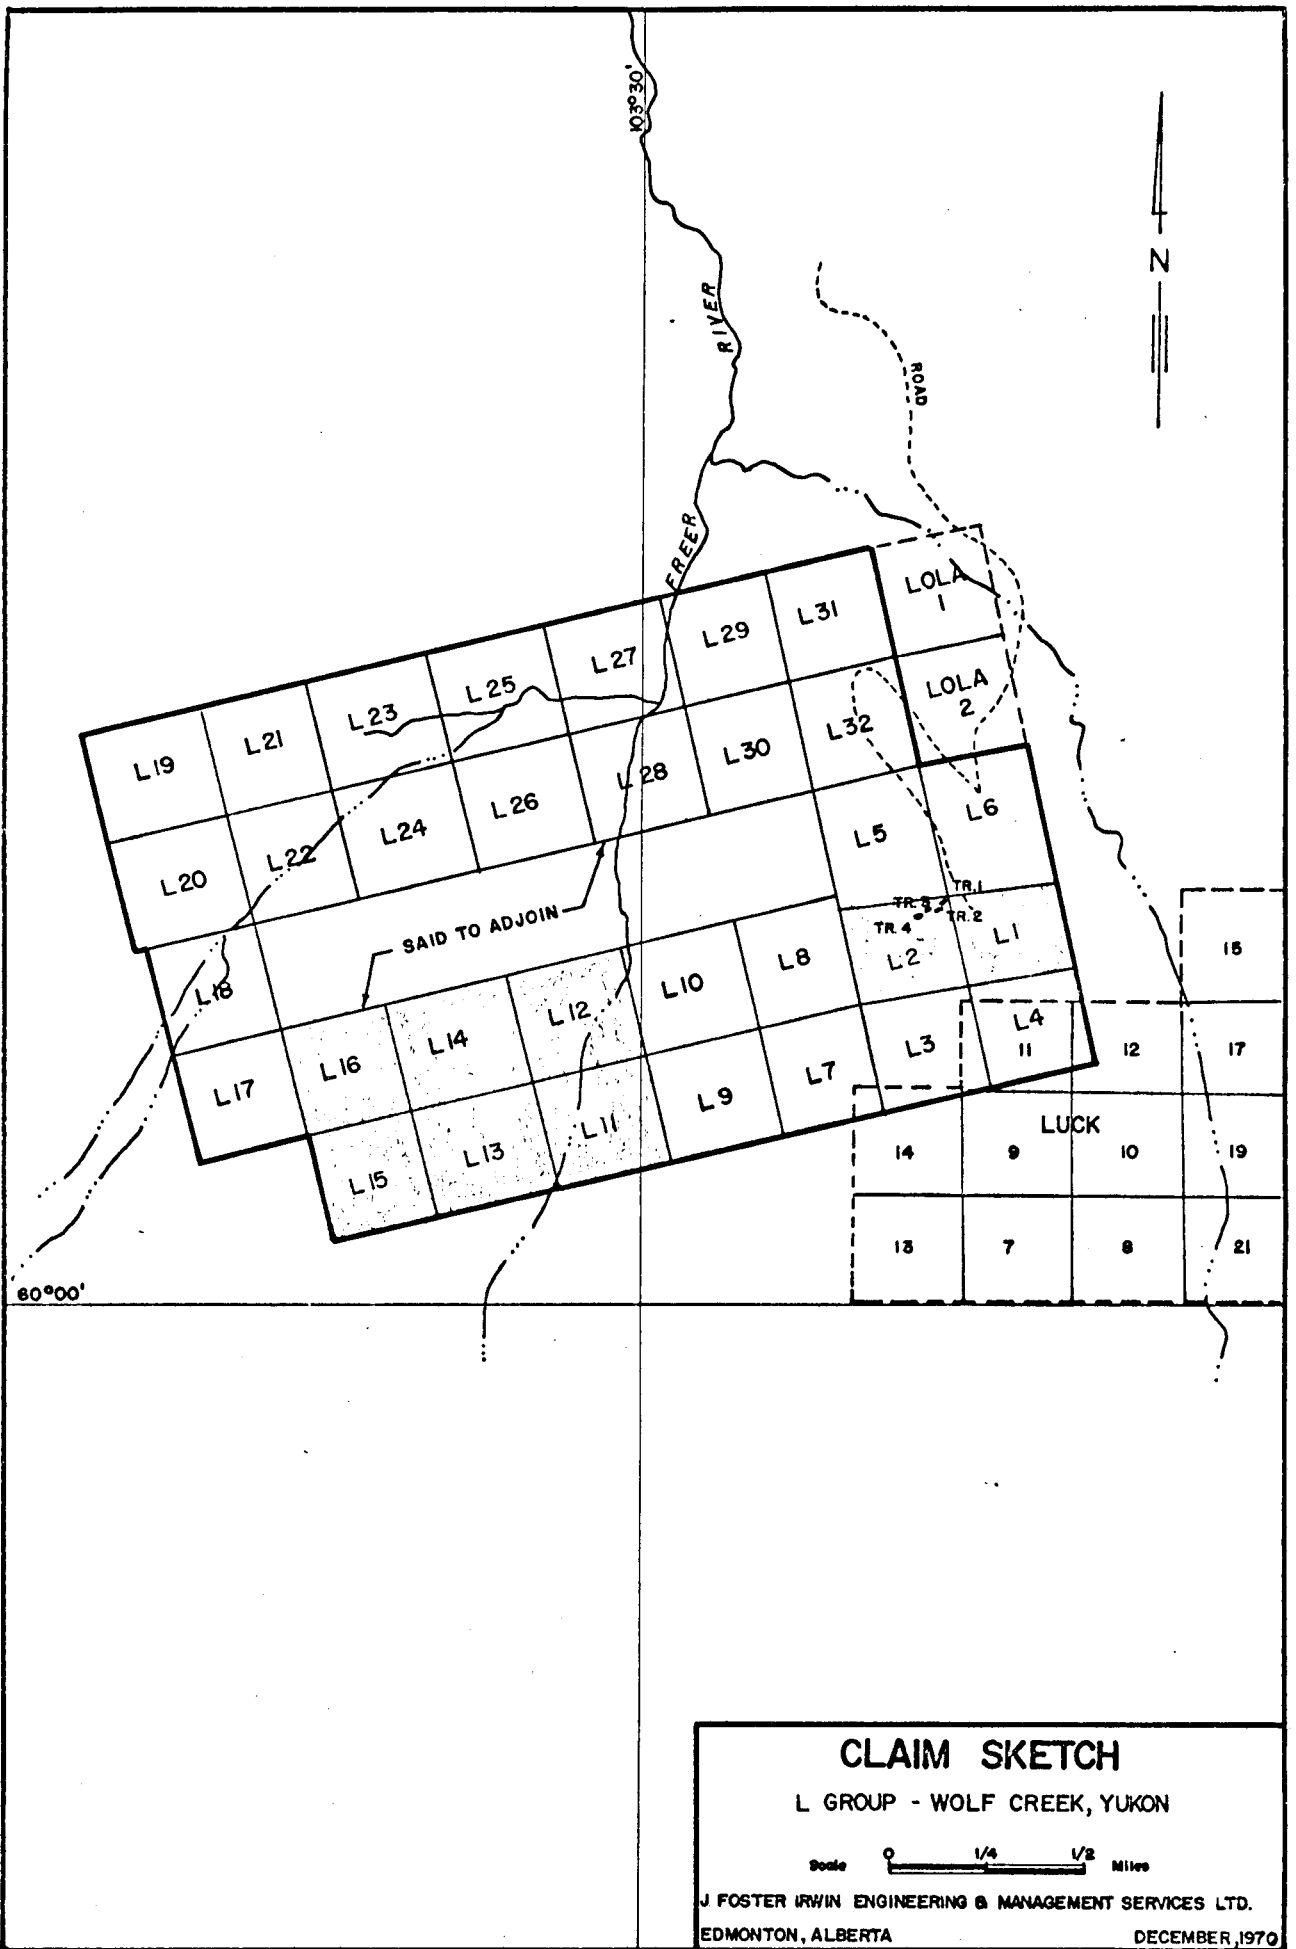 103°30'
N
RIVER
ROAD
FREER
LOLA
1
L31
L29
L27
L25
L23
L21
L19
LOLA
2
L32
L30
L28
L26
L24
L22
L20
L6
L5
SAID TO ADJOIN
TR.1
TR.3
TR.2
TR.4
L1
L2
L8
L10
L12
L14
L16
L18
L17
15
L4
11
12
17
L3
L7
L9
L11
L13
L15
LUCK
14
9
10
19
13
7
8
21
60°00'
CLAIM SKETCH
L GROUP - WOLF CREEK, YUKON
Scale 0 1/4 1/2 Miles
J. FOSTER IRWIN ENGINEERING & MANAGEMENT SERVICES LTD.
EDMONTON, ALBERTA DECEMBER, 1970